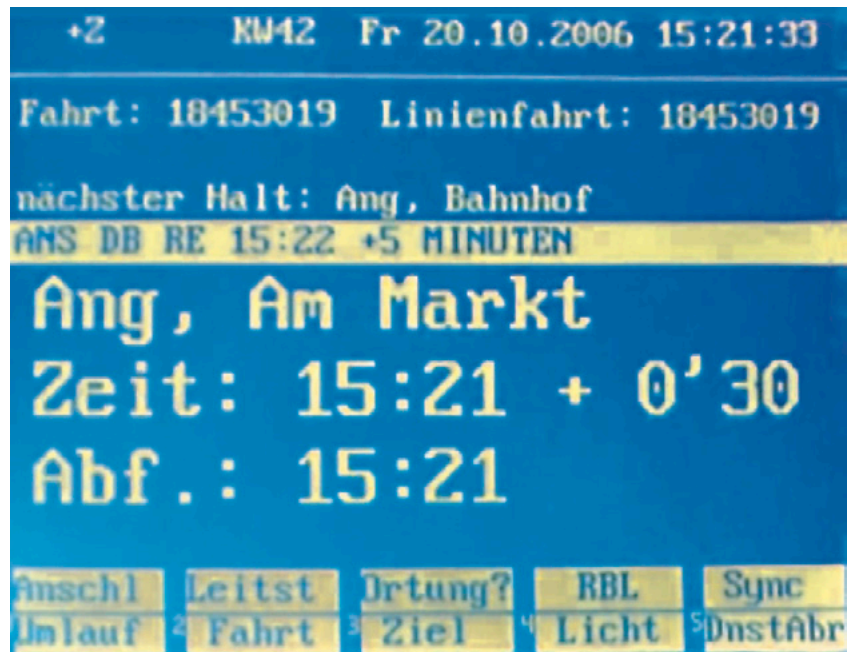 +Z KW42 Fr 20.10.2006 15:21:33
Fahrt: 18453019 Linienfahrt: 18453019
nächster Halt: Ang, Bahnhof
ANS DB RE 15:22 +5 MINUTEN
Ang, Am Markt
Zeit: 15:21 + 0'30
Abf.: 15:21
Anschl Leitst Ortung? RBL Sync
Umlauf 2 Fahrt 3 Ziel 4 Licht 5 DnstAbr